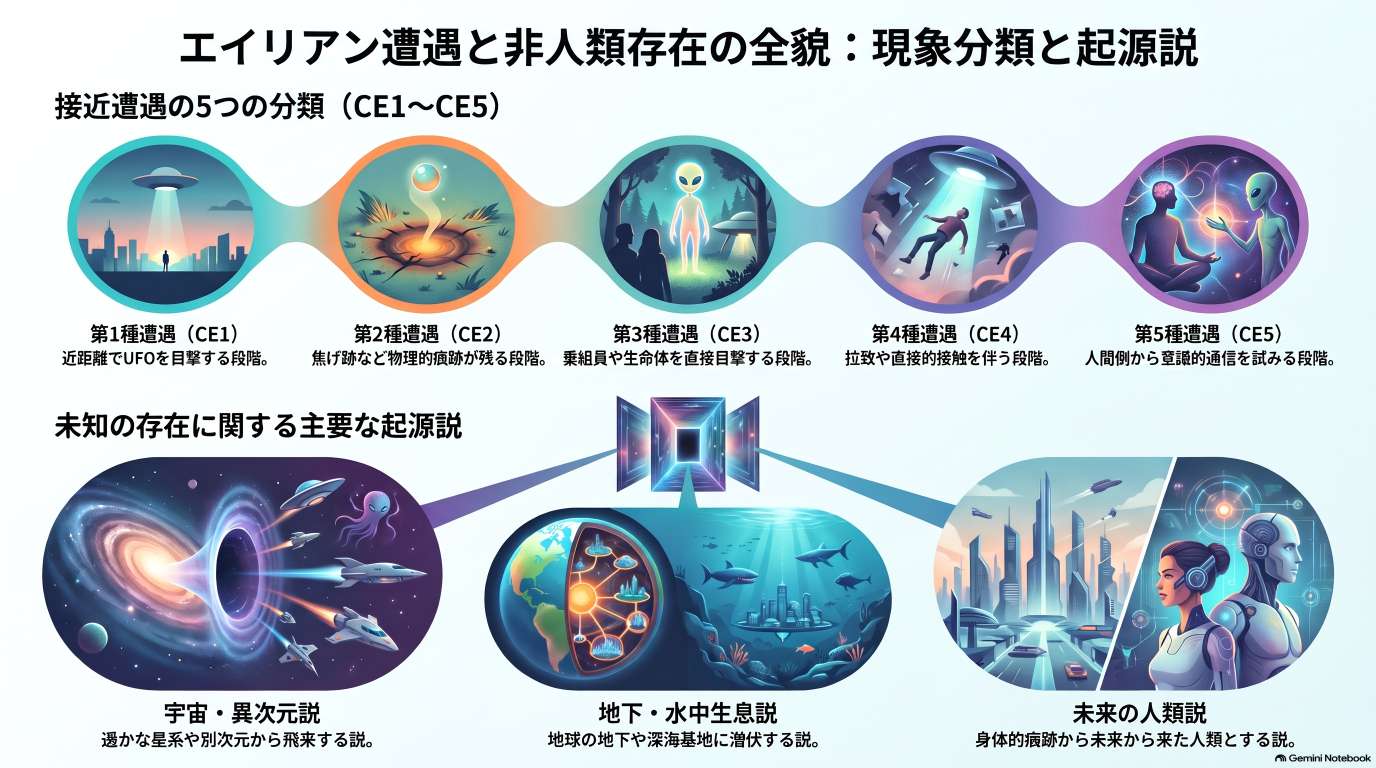 エイリアン遭遇と非人類存在の全貌：現象分類と起源説
接近遭遇の5つの分類（CE1〜CE5）
第1種遭遇（CE1）
近距離でUFOを目撃する段階。
第2種遭遇（CE2）
焦げ跡など物理的痕跡が残る段階。
第3種遭遇（CE3）
乗組員や生命体を直接目撃する段階。
第4種遭遇（CE4）
拉致や直接的接触を伴う段階。
第5種遭遇（CE5）
人間側から意識的通信を試みる段階。
未知の存在に関する主要な起源説
宇宙・異次元説
遥かな星系や別次元から飛来する説。
地下・水中生息説
地球の地下や深海基地に潜伏する説。
未来の人類説
身体的痕跡から未来から来た人類とする説。
Gemini Notebook